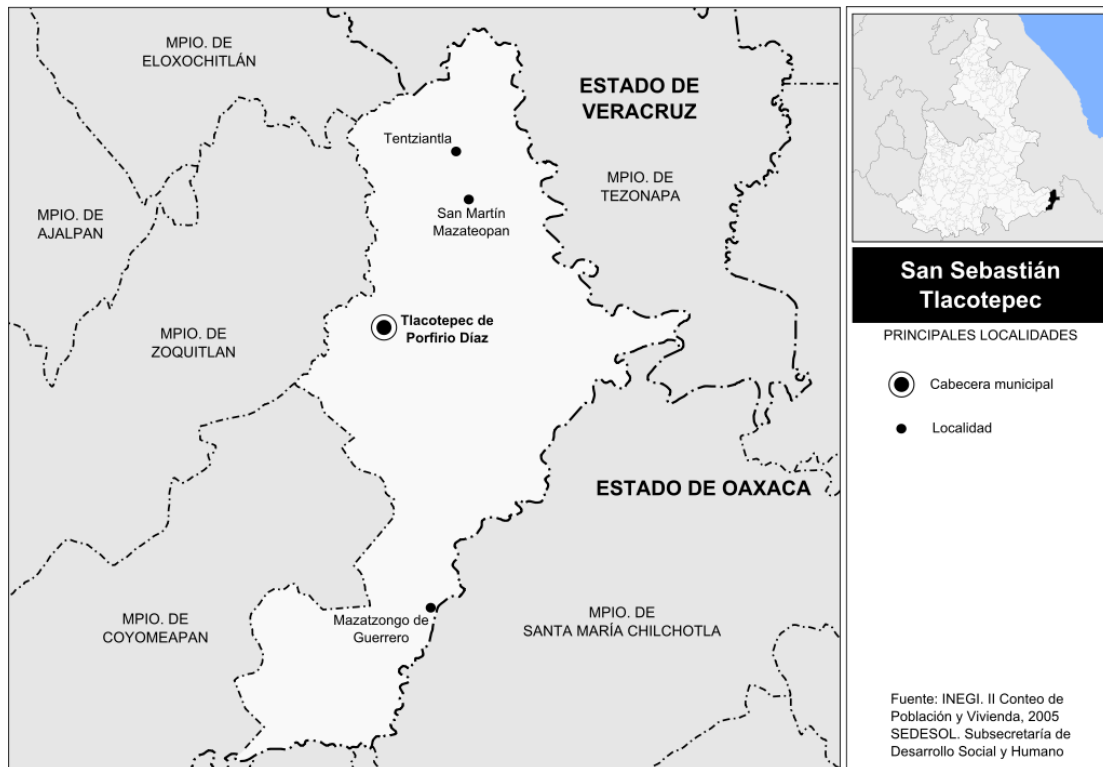 MPIO. DE
ELOXOCHITLÁN
ESTADO DE
VERACRUZ
Tentziantla
MPIO. DE
TEZONAPA
MPIO. DE
AJALPAN
San Martín
Mazateopan
Tlacotepec de
Porfirio Díaz
MPIO. DE
ZOQUITLAN
ESTADO DE OAXACA
MPIO. DE
COYOMEAPAN
Mazatzongo de
Guerrero
MPIO. DE
SANTA MARÍA CHILCHOTLA
San Sebastián
Tlacotepec
PRINCIPALES LOCALIDADES
Cabecera municipal
Localidad
Fuente: INEGI. II Conteo de
Población y Vivienda, 2005
SEDESOL. Subsecretaría de
Desarrollo Social y Humano